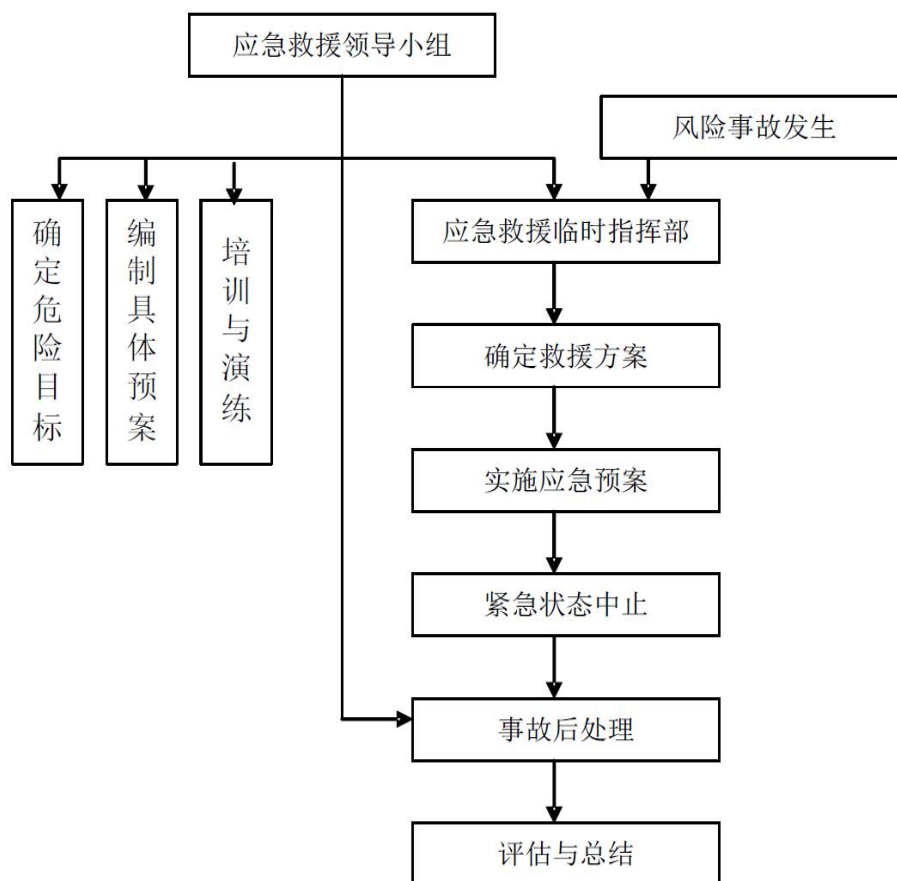 应急救援领导小组
风险事故发生
确定危险目标
编制具体预案
培训与演练
应急救援临时指挥部
确定救援方案
实施应急预案
紧急状态中止
事故后处理
评估与总结